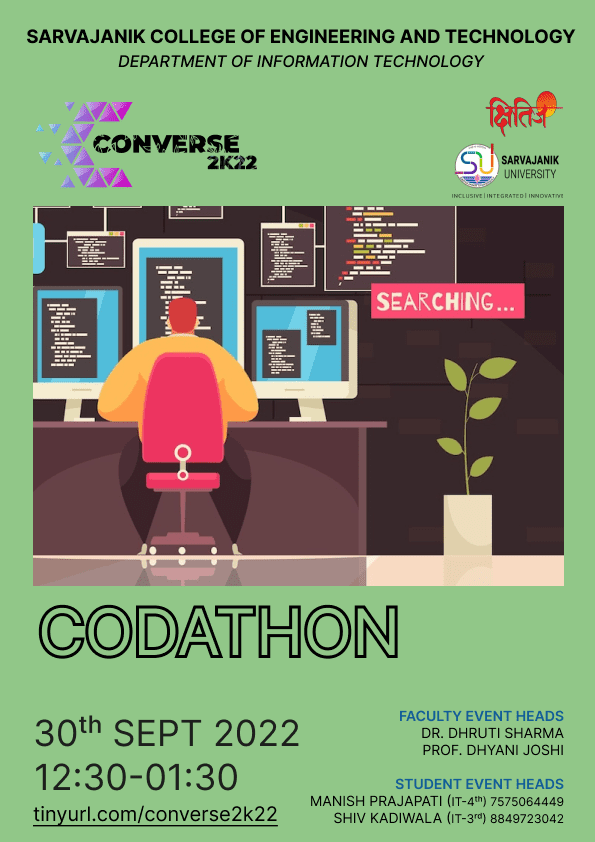 SARVAJANIK COLLEGE OF ENGINEERING AND TECHNOLOGY
DEPARTMENT OF INFORMATION TECHNOLOGY
CONVERSE
2K22
क्षितिज
SU
SARVAJANIK
UNIVERSITY
INCLUSIVE | INTEGRATED | INNOVATIVE
SEARCHING...
CODATHON
30th SEPT 2022
12:30-01:30
tinyurl.com/converse2k22
FACULTY EVENT HEADS
DR. DHRUTI SHARMA
PROF. DHYANI JOSHI
STUDENT EVENT HEADS
MANISH PRAJAPATI (IT-4th) 7575064449
SHIV KADIWALA (IT-3rd) 8849723042